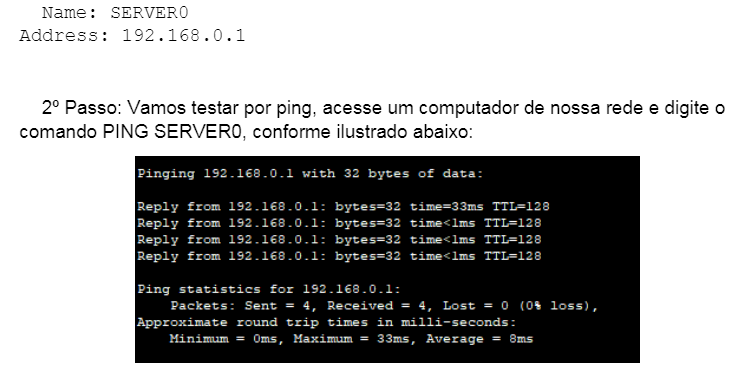 Name: SERVER0
Address: 192.168.0.1
2º Passo: Vamos testar por ping, acesse um computador de nossa rede e digite o
comando PING SERVER0, conforme ilustrado abaixo:
Pinging 192.168.0.1 with 32 bytes of data:
Reply from 192.168.0.1: bytes=32 time=33ms TTL=128
Reply from 192.168.0.1: bytes=32 time<1ms TTL=128
Reply from 192.168.0.1: bytes=32 time<1ms TTL=128
Reply from 192.168.0.1: bytes=32 time<1ms TTL=128
Ping statistics for 192.168.0.1:
Packets: Sent = 4, Received = 4, Lost = 0 (0% loss),
Approximate round trip times in milli-seconds:
Minimum = 0ms, Maximum = 33ms, Average = 8ms